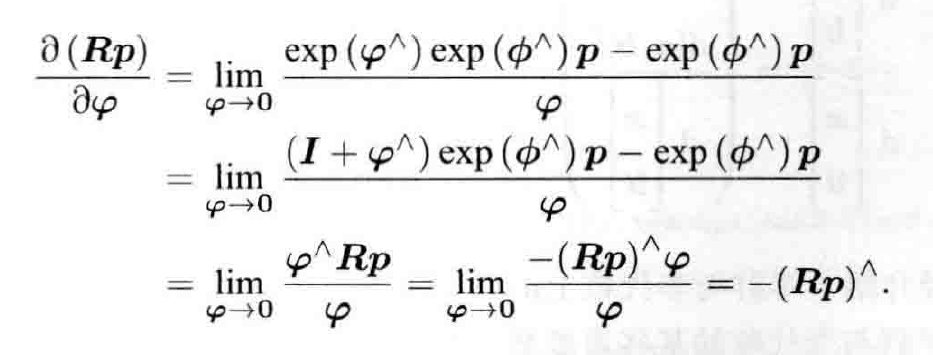 ∂(Rp)/∂φ = lim_{φ→0} (exp(φ^) exp(ϕ^) p − exp(ϕ^) p)/φ
= lim_{φ→0} ((I + φ^) exp(ϕ^) p − exp(ϕ^) p)/φ
= lim_{φ→0} (φ^Rp)/φ = lim_{φ→0} (−(Rp)^φ)/φ = −(Rp)^.